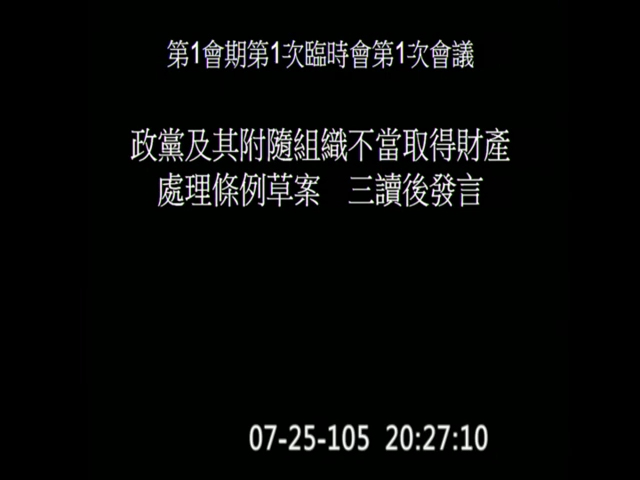 第1會期第1次臨時會第1次會議
政黨及其附隨組織不當取得財產
處理條例草案　三讀後發言
07-25-105 20:27:10